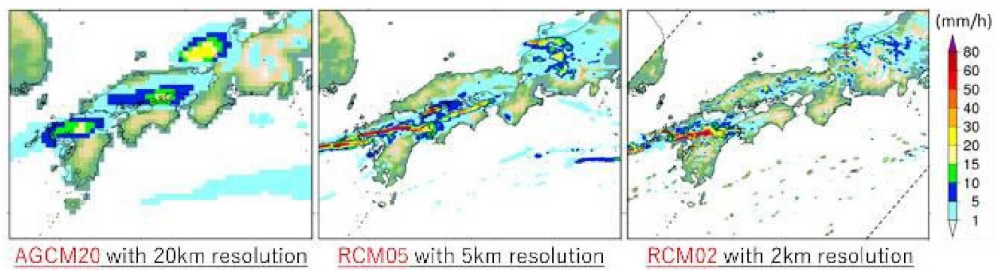 (mm/h)
80
60
50
40
30
20
15
10
5
1
AGCM20 with 20km resolution
RCM05 with 5km resolution
RCM02 with 2km resolution